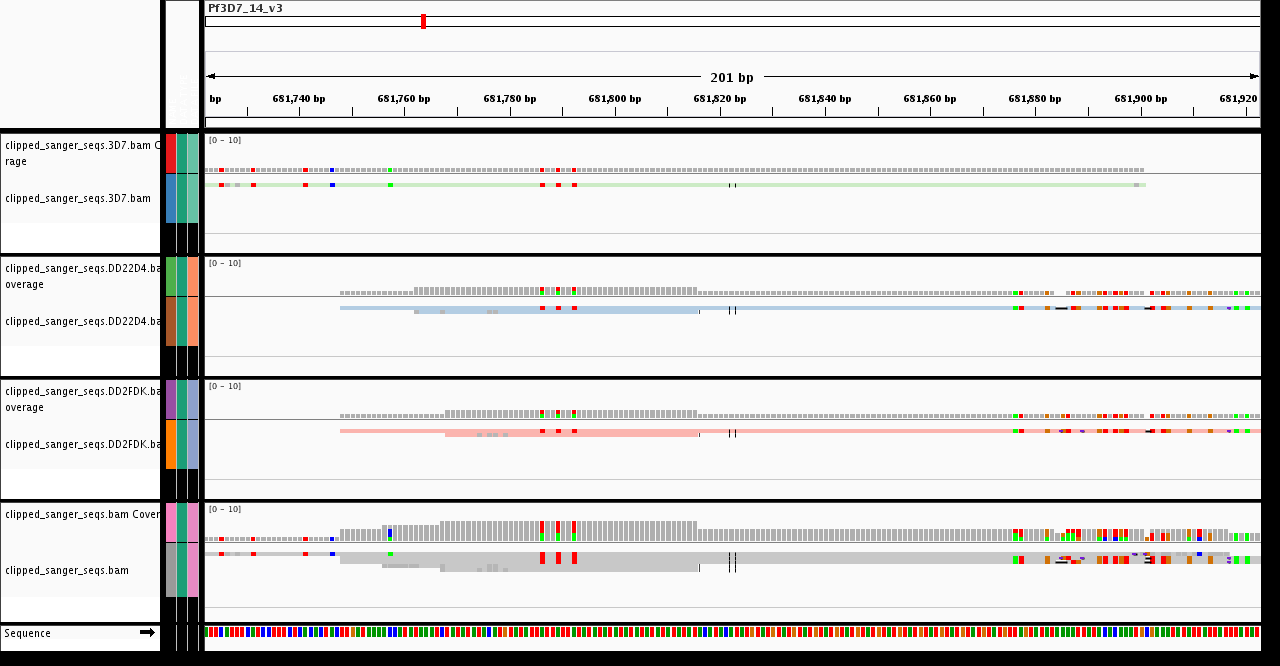 Pf3D7_14_v3
201 bp
bp 681,740 bp 681,760 bp 681,780 bp 681,800 bp 681,820 bp 681,840 bp 681,860 bp 681,880 bp 681,900 bp 681,920
[0 - 10]
clipped_sanger_seqs.3D7.bam C
rage
clipped_sanger_seqs.3D7.bam
[0 - 10]
clipped_sanger_seqs.DD22D4.ba
overage
clipped_sanger_seqs.DD22D4.ba
[0 - 10]
clipped_sanger_seqs.DD2FDK.ba
overage
clipped_sanger_seqs.DD2FDK.ba
[0 - 10]
clipped_sanger_seqs.bam Cover
clipped_sanger_seqs.bam
Sequence